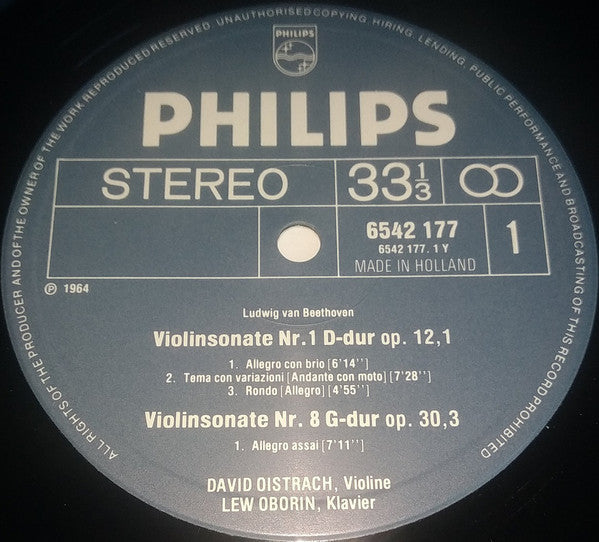 ALL RIGHTS OF THE PRODUCER AND OF THE OWNER OF THE WORK REPRODUCED RESERVED. UNAUTHORISED COPYING, HIRING, LENDING, PUBLIC PERFORMANCE AND BROADCASTING OF THIS RECORD PROHIBITED
PHILIPS
PHILIPS
STEREO 33 1/3
6542 177 1
6542 177. 1 Y
MADE IN HOLLAND
℗ 1964
Ludwig van Beethoven
Violinsonate Nr.1 D-dur op. 12,1
1. Allegro con brio [6'14'']
2. Tema con variazioni [Andante con moto] [7'28'']
3. Rondo [Allegro] [4'55'']
Violinsonate Nr. 8 G-dur op. 30,3
1. Allegro assai [7'11'']
DAVID OISTRACH, Violine
LEW OBORIN, Klavier